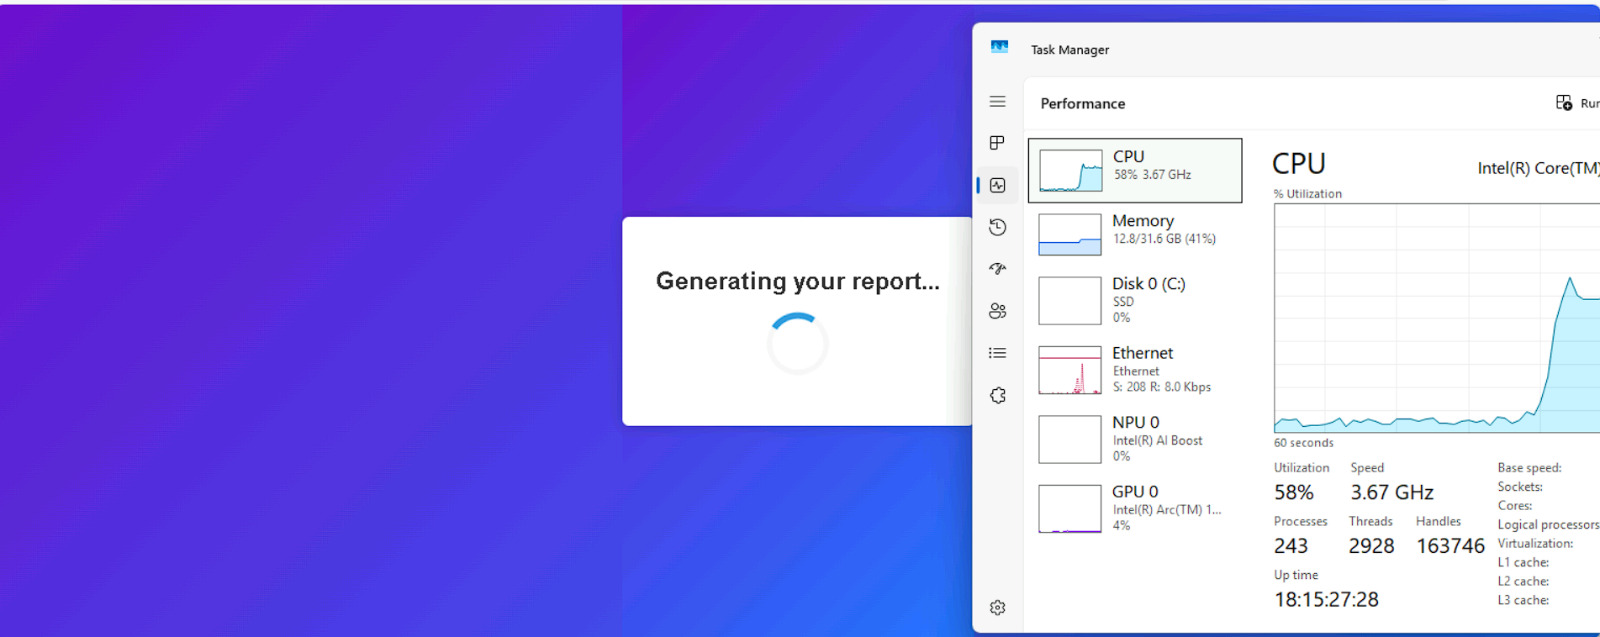 Generating your report...
Task Manager
Performance
CPU
58% 3.67 GHz
Memory
12.8/31.6 GB (41%)
Disk 0 (C:)
SSD
0%
Ethernet
Ethernet
S: 208 R: 8.0 Kbps
NPU 0
Intel(R) AI Boost
0%
GPU 0
Intel(R) Arc(TM) 1...
4%
CPU
Intel(R) Core(TM)
% Utilization
60 seconds
Utilization Speed
58% 3.67 GHz
Processes Threads Handles
243 2928 163746
Up time
18:15:27:28
Base speed:
Sockets:
Cores:
Logical processors
Virtualization:
L1 cache:
L2 cache:
L3 cache: